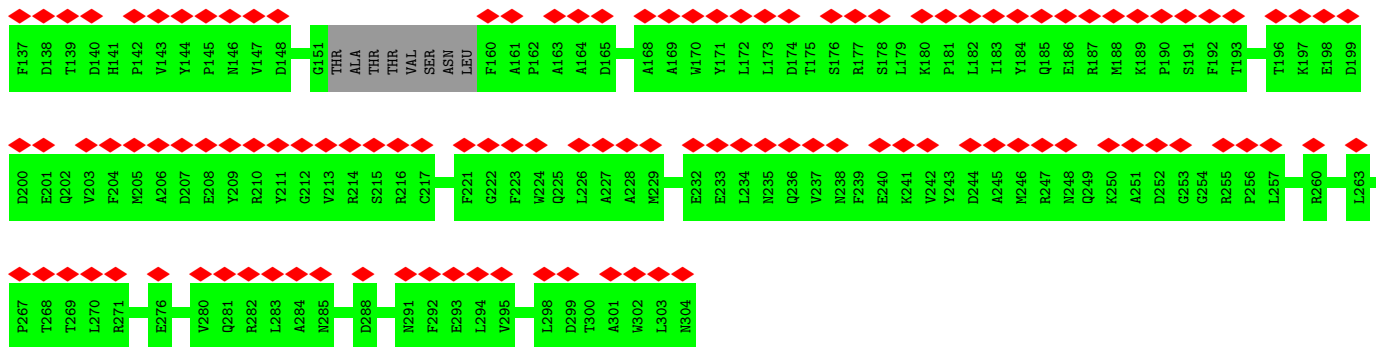 F137 D138 T139 D140 H141 P142 V143 Y144 P145 N146 V147 D148 G151 THR ALA THR THR VAL SER ASN LEU F160 A161 P162 A163 A164 D165 A168 A169 W170 Y171 L172 L173 D174 T175 S176 R177 S178 L179 K180 P181 L182 I183 Y184 Q185 E186 R187 M188 K189 P190 S191 F192 T193 T196 K197 E198 D199
D200 E201 Q202 V203 F204 M205 A206 D207 E208 Y209 R210 Y211 G212 V213 R214 S215 R216 C217 F221 G222 F223 W224 Q225 L226 A227 A228 M229 E232 E233 L234 N235 Q236 V237 N238 F239 E240 K241 V242 Y243 D244 A245 M246 R247 N248 Q249 K250 A251 D252 G253 G254 R255 P256 L257 R260 L263
P267 T268 T269 L270 R271 E276 V280 Q281 R282 L283 A284 N285 D288 N291 F292 E293 L294 V295 L298 D299 T300 A301 W302 L303 N304